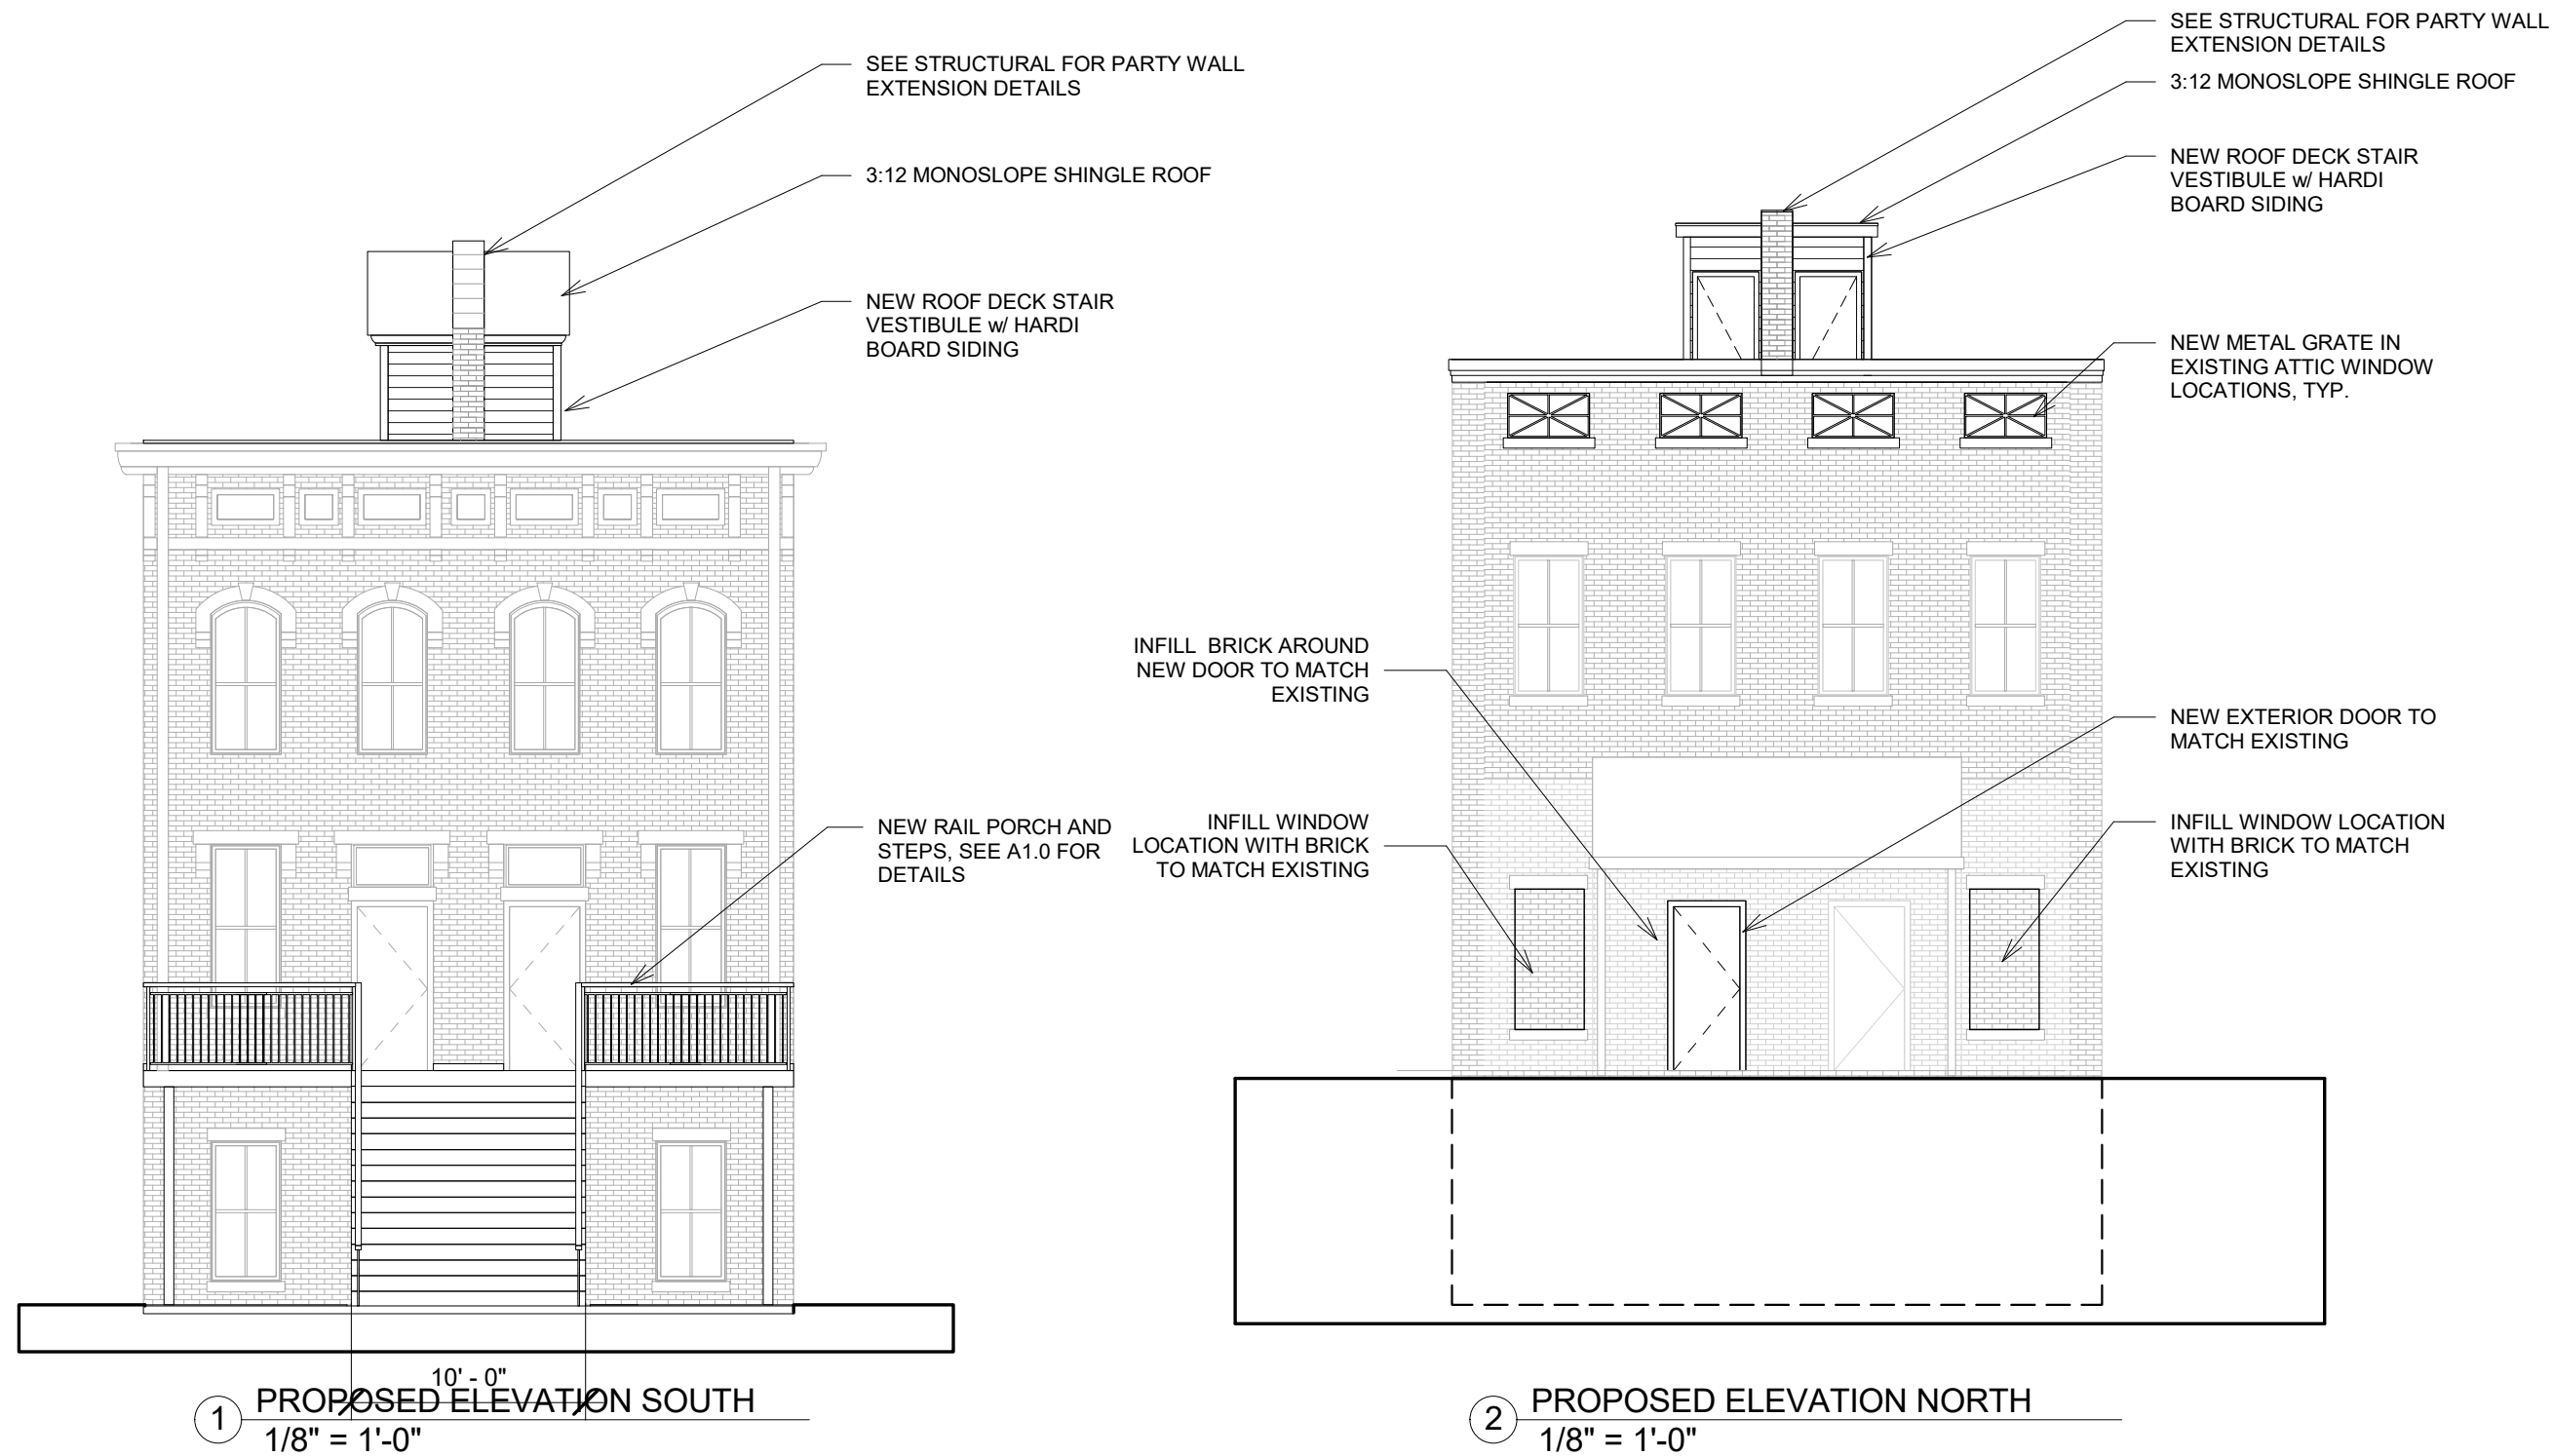 SEE STRUCTURAL FOR PARTY WALL
EXTENSION DETAILS
3:12 MONOSLOPE SHINGLE ROOF
NEW ROOF DECK STAIR
VESTIBULE w/ HARDI
BOARD SIDING
NEW RAIL PORCH AND
STEPS, SEE A1.0 FOR
DETAILS
10' - 0"
1
PROPOSED ELEVATION SOUTH
1/8" = 1'-0"
SEE STRUCTURAL FOR PARTY WALL
EXTENSION DETAILS
3:12 MONOSLOPE SHINGLE ROOF
NEW ROOF DECK STAIR
VESTIBULE w/ HARDI
BOARD SIDING
NEW METAL GRATE IN
EXISTING ATTIC WINDOW
LOCATIONS, TYP.
INFILL  BRICK AROUND
NEW DOOR TO MATCH
EXISTING
INFILL WINDOW
LOCATION WITH BRICK
TO MATCH EXISTING
NEW EXTERIOR DOOR TO
MATCH EXISTING
INFILL WINDOW LOCATION
WITH BRICK TO MATCH
EXISTING
2
PROPOSED ELEVATION NORTH
1/8" = 1'-0"